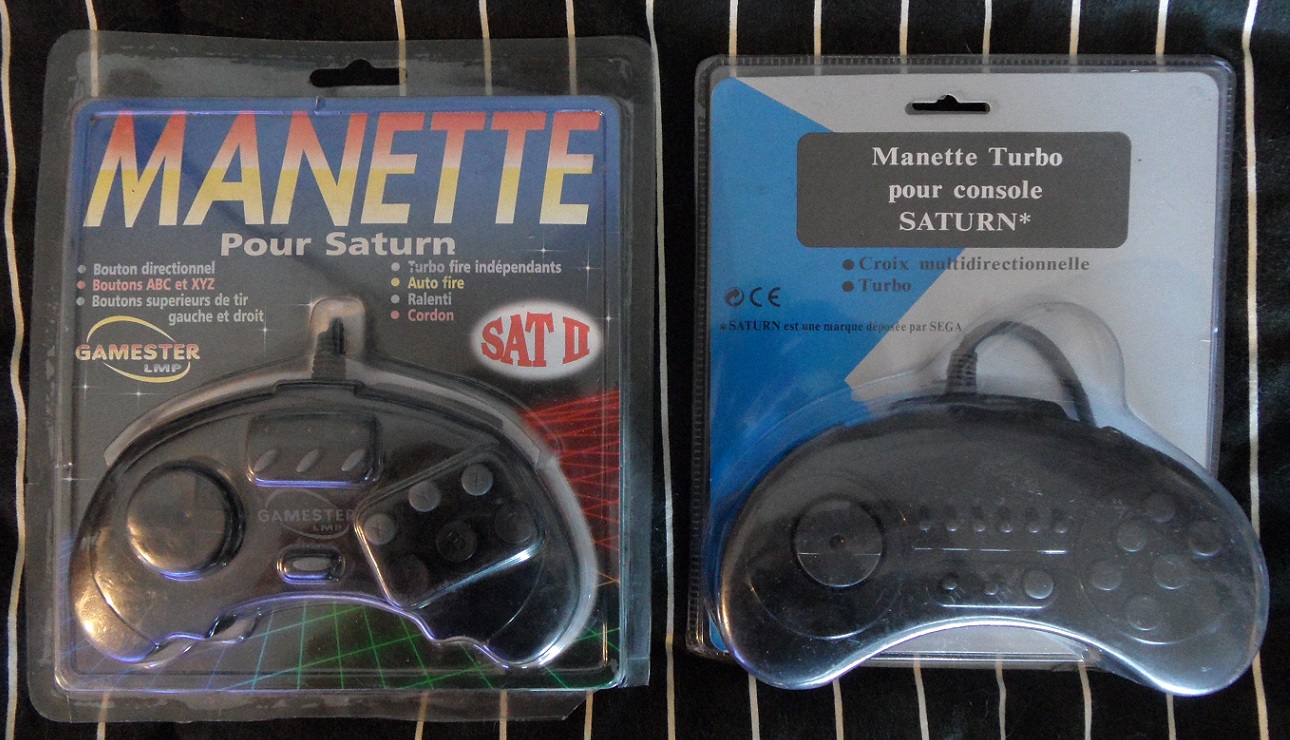 MANETTE
Pour Saturn
Bouton directionnel
Boutons ABC et XYZ
Boutons superieurs de tir
gauche et droit
Turbo fire indépendants
Auto fire
Ralenti
Cordon
GAMESTER
LMP
SAT II
GAMESTER
LMP
Manette Turbo
pour console
SATURN*
Croix multidirectionnelle
Turbo
CE
*SATURN est une marque déposée par SEGA